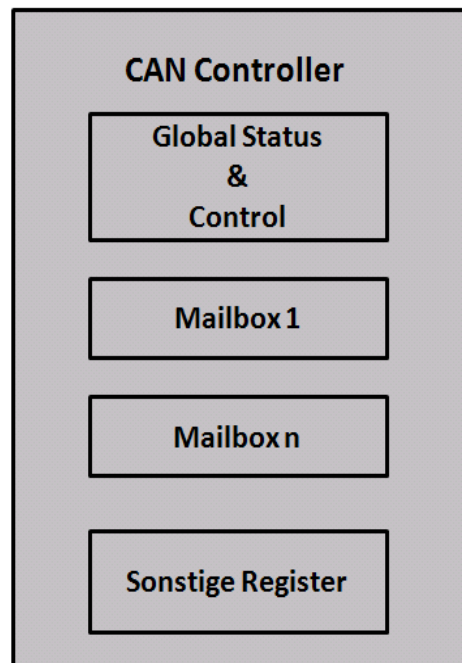 CAN Controller
Global Status
&
Control
Mailbox 1
Mailbox n
Sonstige Register